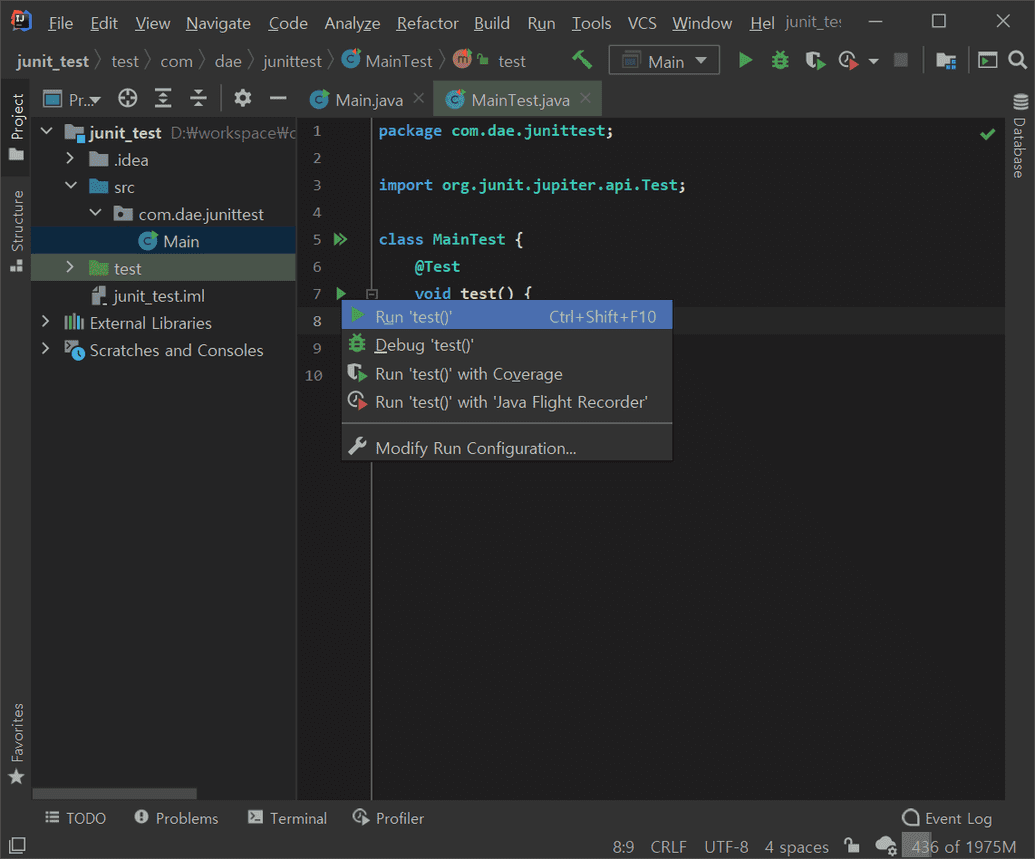 File Edit View Navigate Code Analyze Refactor Build Run Tools VCS Window Hel junit_tes
junit_test test com dae junittest MainTest test Main
Pr... Main.java MainTest.java
Project
Structure
Favorites
junit_test D:₩workspace₩c
.idea
src
com.dae.junittest
Main
test
junit_test.iml
External Libraries
Scratches and Consoles
1 package com.dae.junittest;
2
3 import org.junit.jupiter.api.Test;
4
5 class MainTest {
6 @Test
7 void test() {
8
9
10
Run 'test()' Ctrl+Shift+F10
Debug 'test()'
Run 'test()' with Coverage
Run 'test()' with 'Java Flight Recorder'
Modify Run Configuration...
Database
TODO Problems Terminal Profiler Event Log
8:9 CRLF UTF-8 4 spaces 436 of 1975M